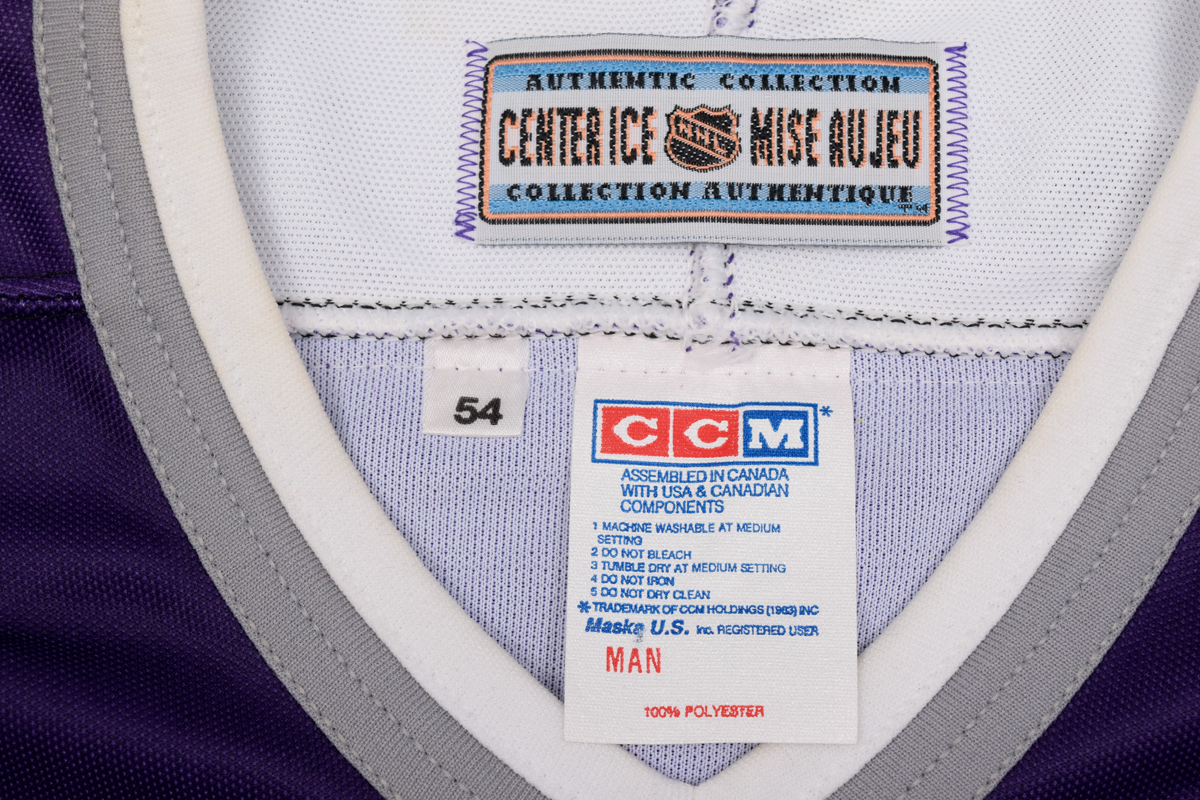 AUTHENTIC COLLECTION
CENTER ICE NHL MISE AU JEU
COLLECTION AUTHENTIQUE
TM
54
CCM*
ASSEMBLED IN CANADA
WITH USA & CANADIAN
COMPONENTS
1 MACHINE WASHABLE AT MEDIUM
SETTING
2 DO NOT BLEACH
3 TUMBLE DRY AT MEDIUM SETTING
4 DO NOT IRON
5 DO NOT DRY CLEAN
* TRADEMARK OF CCM HOLDINGS (1983) INC
Maska U.S. Inc. REGISTERED USER
MAN
100% POLYESTER